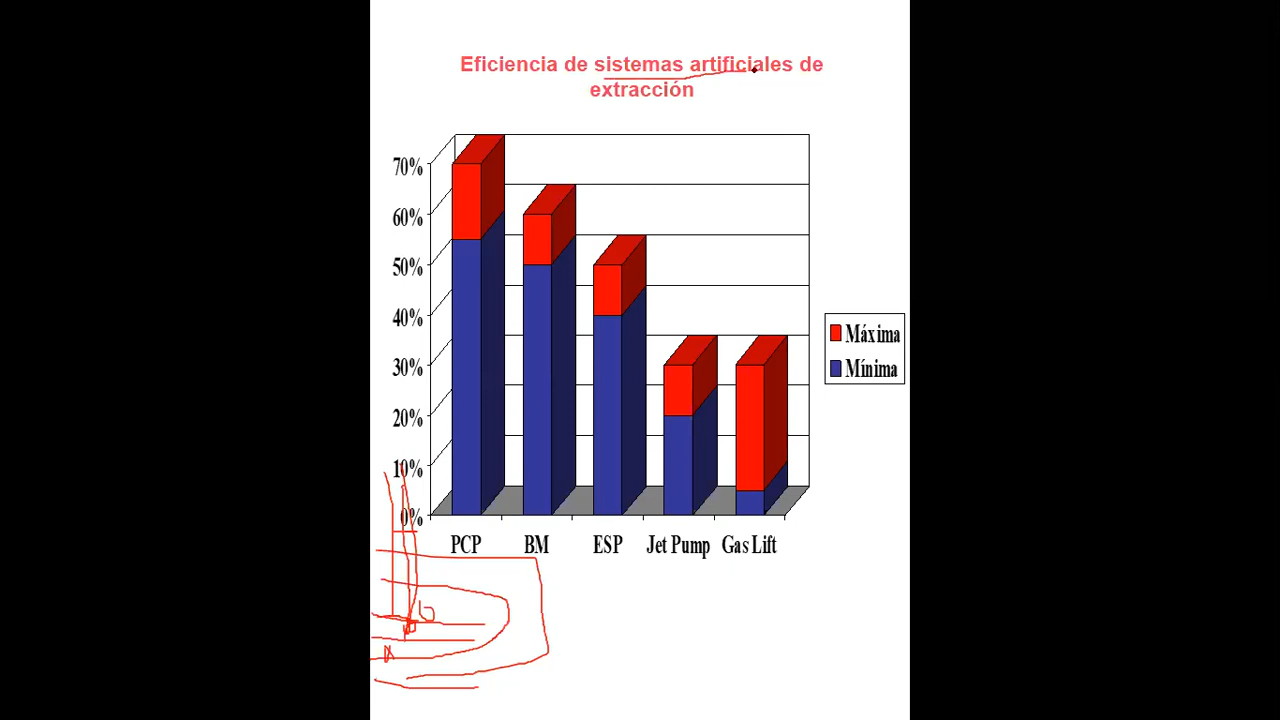 Eficiencia de sistemas artificiales de
extracción
70%
60%
50%
40%
30%
20%
10%
0%
PCP BM ESP Jet Pump Gas Lift
Máxima
Mínima